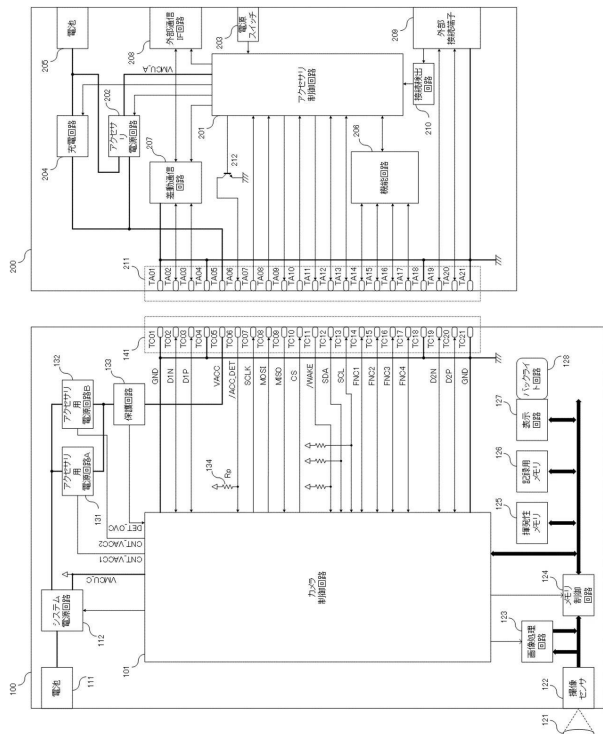 100
電池
111
システム
電源回路
112
アクセサリ用
電源回路A
131
アクセサリ用
電源回路B
132
保護回路
133
VMCU_C
CNT_VACC1
CNT_VACC2
DET_OVC
カメラ
制御回路
101
Rp
134
121
撮像
センサ
122
画像処理
回路
123
メモリ
制御
回路
124
揮発性
メモリ
125
記録用
メモリ
126
表示
回路
127
バックライト回路
128
141
GND
D1N
D1P
VACC
/ACC_DET
SCLK
MOSI
MISO
CS
/WAKE
SDA
SCL
FNC1
FNC2
FNC3
FNC4
D2N
D2P
GND
TC01
TC02
TC03
TC04
TC05
TC06
TC07
TC08
TC09
TC10
TC11
TC12
TC13
TC14
TC15
TC16
TC17
TC18
TC19
TC20
TC21
200
211
TA01
TA02
TA03
TA04
TA05
TA06
TA07
TA08
TA09
TA10
TA11
TA12
TA13
TA14
TA15
TA16
TA17
TA18
TA19
TA20
TA21
充電回路
204
電池
205
アクセサリ
電源回路
202
VMCU_A
差動通信
回路
207
外部通信
IF回路
208
電源
スイッチ
203
212
アクセサリ
制御回路
201
機能回路
206
接続検出
回路
210
外部
接続端子
209